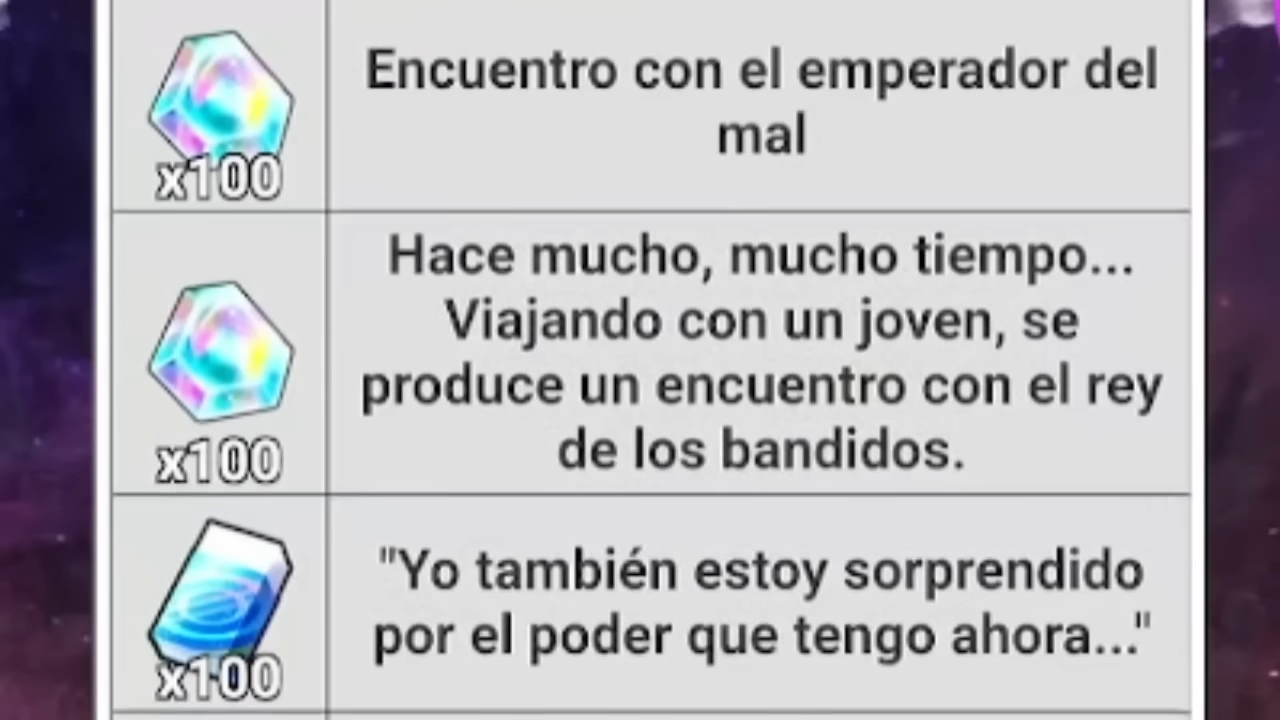 x100
Encuentro con el emperador del
mal
x100
Hace mucho, mucho tiempo...
Viajando con un joven, se
produce un encuentro con el rey
de los bandidos.
x100
"Yo también estoy sorprendido
por el poder que tengo ahora..."